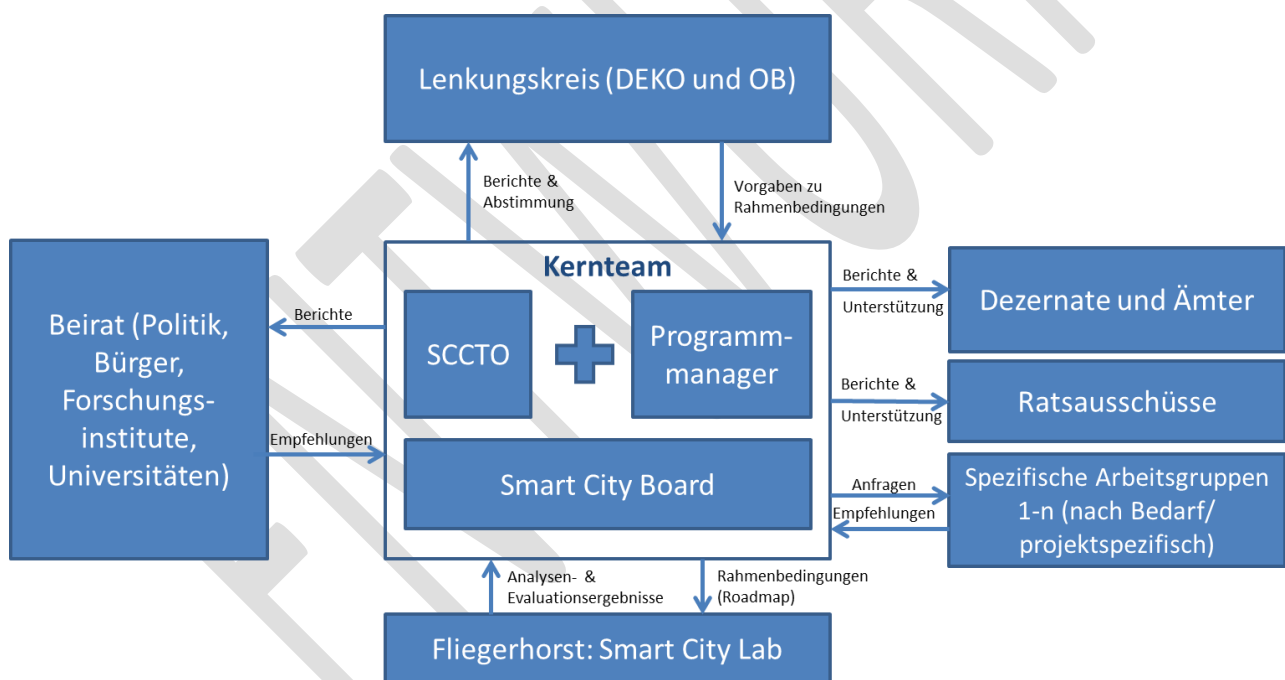 Lenkungskreis (DEKO und OB)
Berichte &
Abstimmung
Vorgaben zu
Rahmenbedingungen
Beirat (Politik,
Bürger,
Forschungs-
institute,
Universitäten)
Berichte
Empfehlungen
Kernteam
SCCTO
Programm-
manager
Smart City Board
Berichte &
Unterstützung
Dezernate und Ämter
Berichte &
Unterstützung
Ratsausschüsse
Anfragen
Empfehlungen
Spezifische Arbeitsgruppen
1-n (nach Bedarf/
projektspezifisch)
Analysen- &
Evaluationsergebnisse
Rahmenbedingungen
(Roadmap)
Fliegerhorst: Smart City Lab
ENTWURF